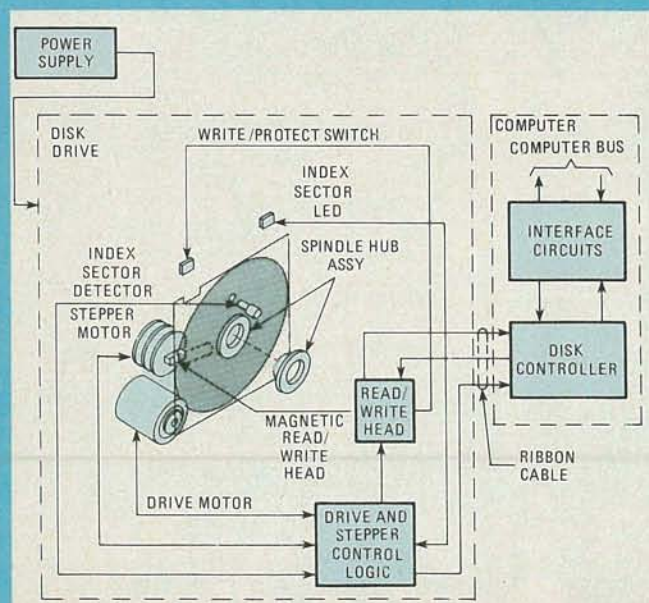 POWER
SUPPLY
DISK
DRIVE
WRITE/PROTECT SWITCH
INDEX
SECTOR
LED
INDEX
SECTOR
DETECTOR
STEPPER
MOTOR
SPINDLE HUB
ASSY
MAGNETIC
READ/
WRITE
HEAD
READ/
WRITE
HEAD
DRIVE MOTOR
DRIVE AND
STEPPER
CONTROL
LOGIC
COMPUTER
COMPUTER BUS
INTERFACE
CIRCUITS
DISK
CONTROLLER
RIBBON
CABLE